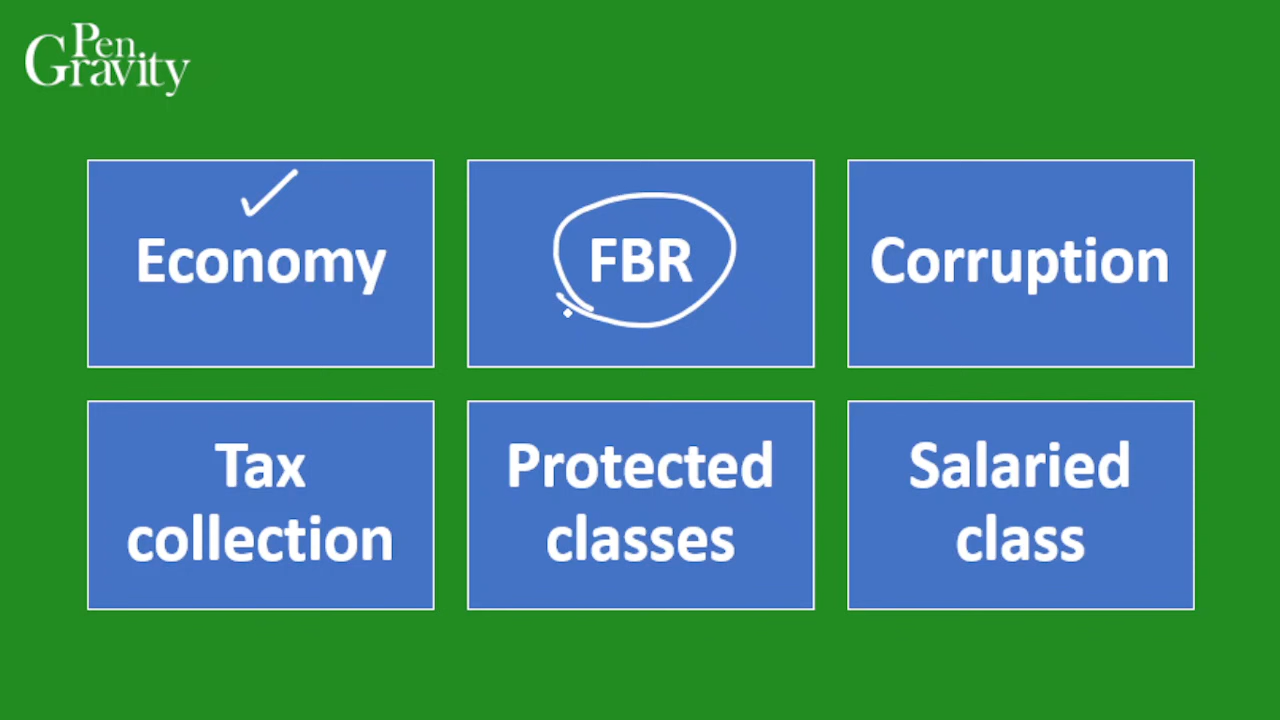 Pen
Gravity
Economy
FBR
Corruption
Tax
collection
Protected
classes
Salaried
class